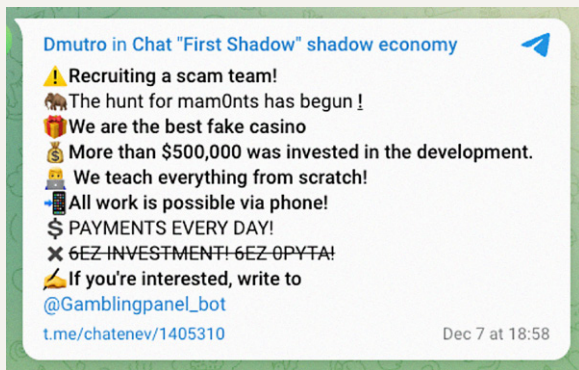 Dmutro in Chat "First Shadow" shadow economy
⚠️Recruiting a scam team!
🦣The hunt for mam0nts has begun !
🎁We are the best fake casino
💰 More than $500,000 was invested in the development.
👨‍💻 We teach everything from scratch!
📲All work is possible via phone!
💲 PAYMENTS EVERY DAY!
✖️ 6EZ INVESTMENT! 6EZ 0PYTA!
✍️If you're interested, write to
@Gamblingpanel_bot
t.me/chatenev/1405310
Dec 7 at 18:58